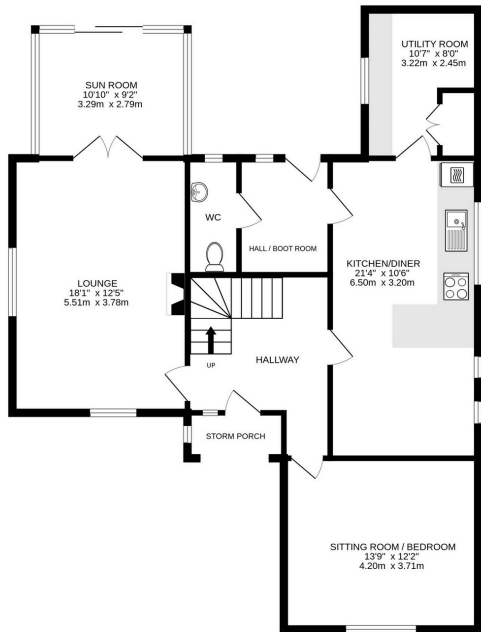 UTILITY ROOM
10'7" x 8'0"
3.22m x 2.45m
SUN ROOM
10'10" x 9'2"
3.29m x 2.79m
WC
HALL / BOOT ROOM
KITCHEN/DINER
21'4" x 10'6"
6.50m x 3.20m
LOUNGE
18'1" x 12'5"
5.51m x 3.78m
HALLWAY
UP
STORM PORCH
SITTING ROOM / BEDROOM
13'9" x 12'2"
4.20m x 3.71m